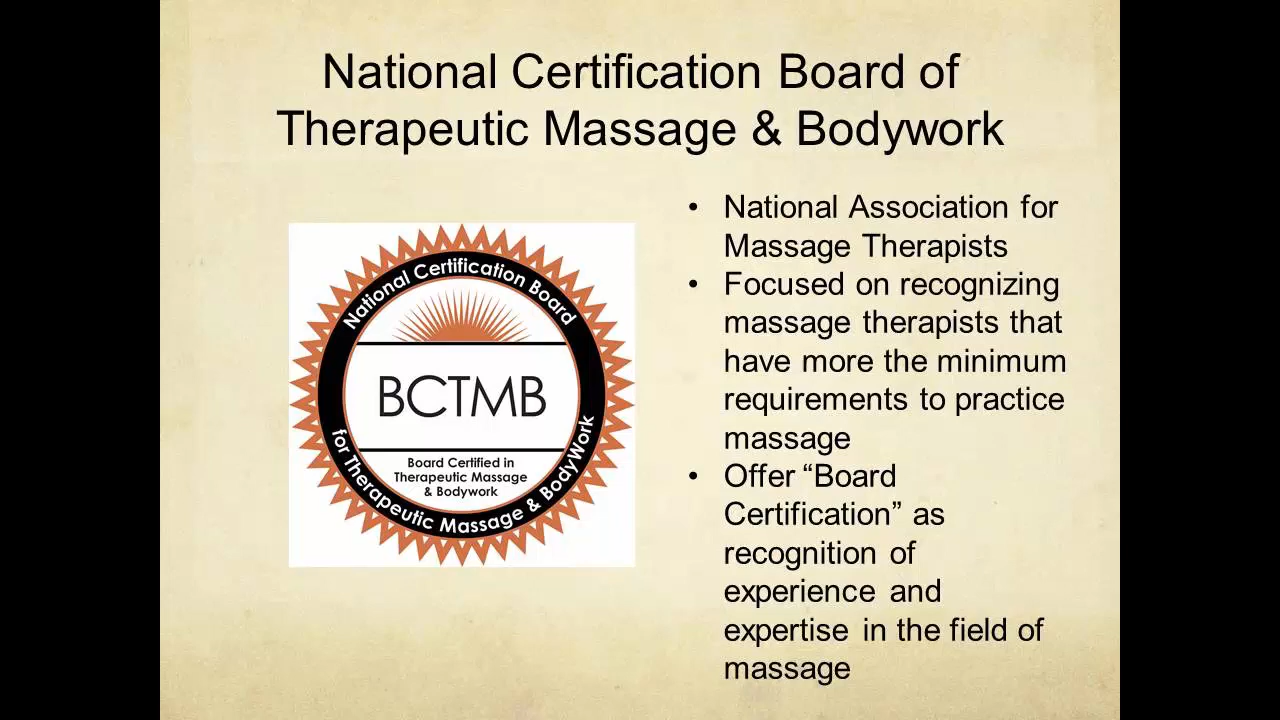 National Certification Board of
Therapeutic Massage & Bodywork
National Certification Board
BCTMB
Board Certified in
Therapeutic Massage
& Bodywork
for Therapeutic Massage & BodyWork
• National Association for
Massage Therapists
• Focused on recognizing
massage therapists that
have more the minimum
requirements to practice
massage
• Offer “Board
Certification” as
recognition of
experience and
expertise in the field of
massage